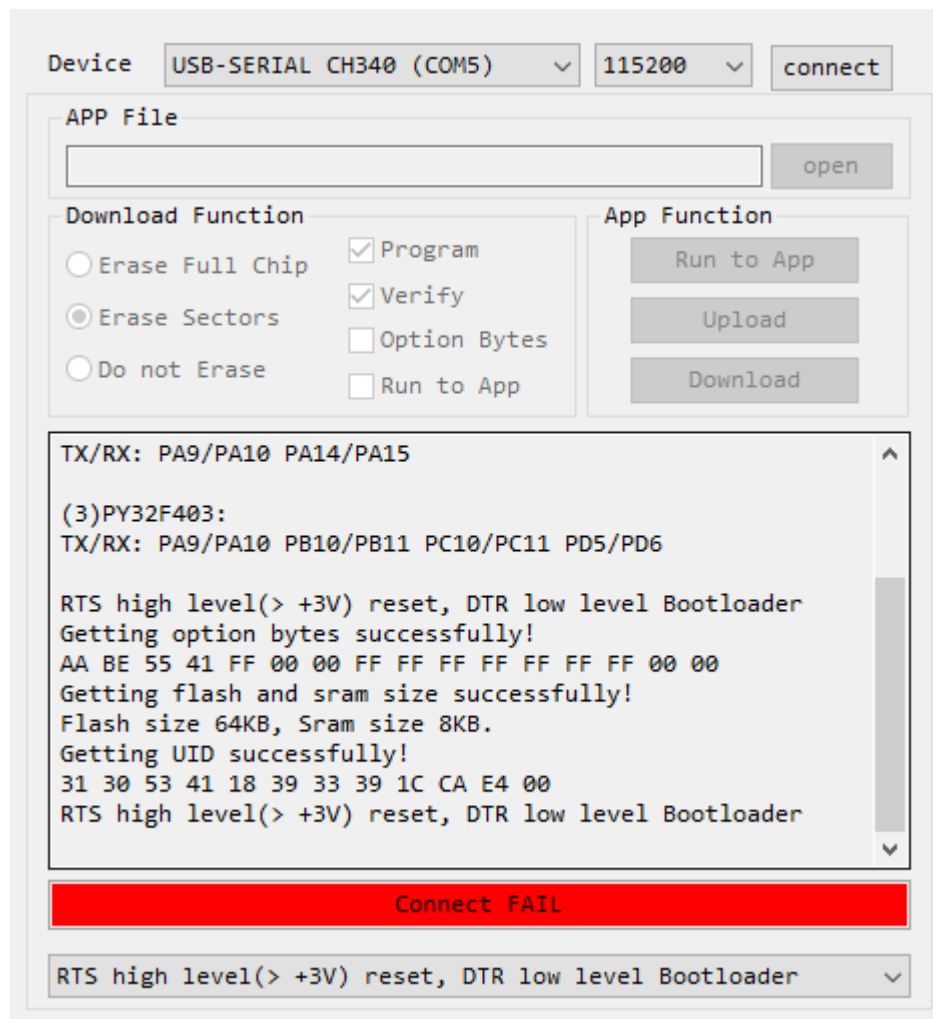 Device USB-SERIAL CH340 (COM5) 115200 connect
APP File
open
Download Function
App Function
Erase Full Chip
Program
Run to App
Erase Sectors
Verify
Upload
Do not Erase
Option Bytes
Download
Run to App
TX/RX: PA9/PA10 PA14/PA15
(3)PY32F403:
TX/RX: PA9/PA10 PB10/PB11 PC10/PC11 PD5/PD6
RTS high level(> +3V) reset, DTR low level Bootloader
Getting option bytes successfully!
AA BE 55 41 FF 00 00 FF FF FF FF FF FF FF 00 00
Getting flash and sram size successfully!
Flash size 64KB, Sram size 8KB.
Getting UID successfully!
31 30 53 41 18 39 33 39 1C CA E4 00
RTS high level(> +3V) reset, DTR low level Bootloader
Connect FAIL
RTS high level(> +3V) reset, DTR low level Bootloader